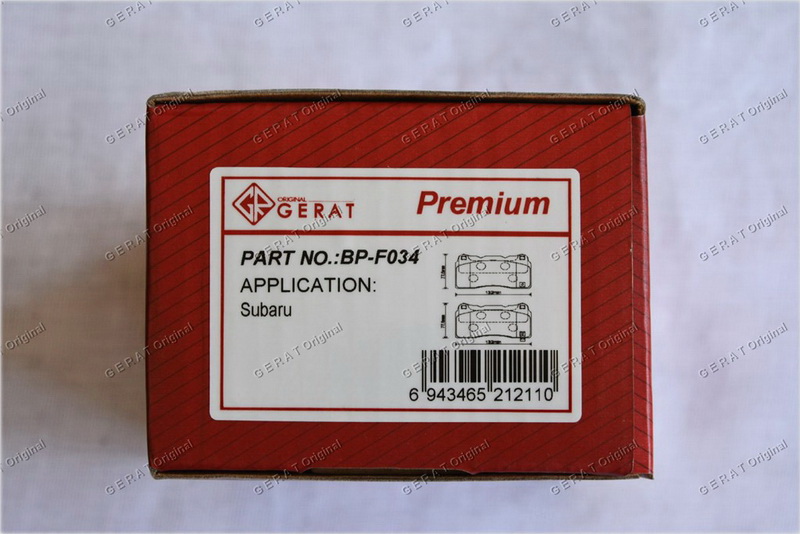 ORIGINAL
GERAT
Premium
PART NO.:BP-F034
APPLICATION:
Subaru
6 943465 212110
GERAT Original